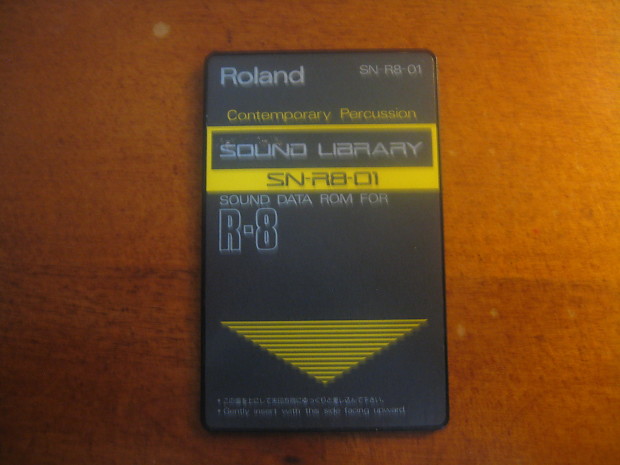 Roland
SN-R8-01
Contemporary Percussion
SOUND LIBRARY
SN-R8-01
SOUND DATA ROM FOR
R-8
• Gently insert with this side facing upward